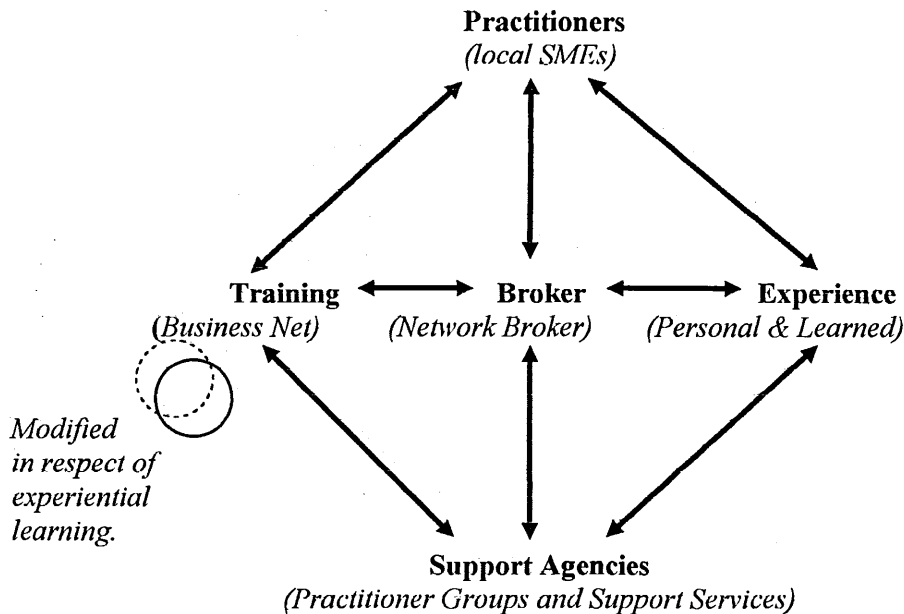 Practitioners
(local SMEs)
Training
(Business Net)
Broker
(Network Broker)
Experience
(Personal & Learned)
Modified
in respect of
experiential
learning.
Support Agencies
(Practitioner Groups and Support Services)